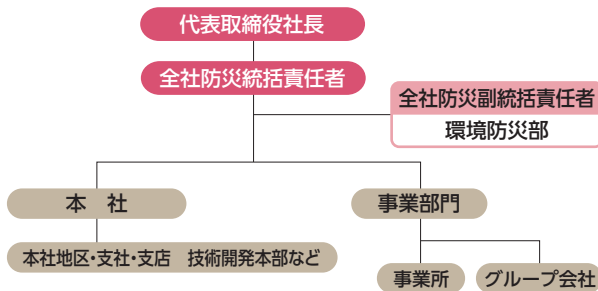 代表取締役社長
全社防災統括責任者
全社防災副統括責任者
環境防災部
本　社
事業部門
本社地区・支社・支店　技術開発本部など
事業所
グループ会社